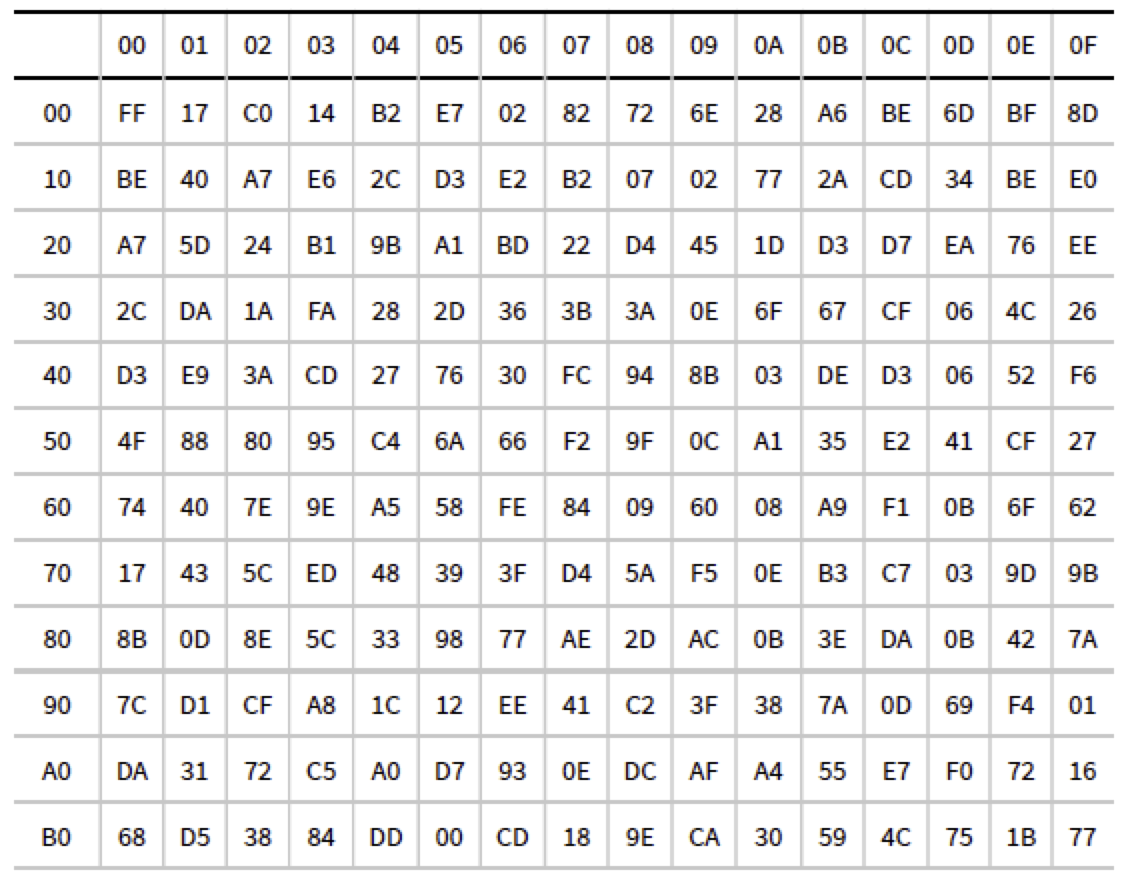 00 01 02 03 04 05 06 07 08 09 0A 0B 0C 0D 0E 0F
00 FF 17 C0 14 B2 E7 02 82 72 6E 28 A6 BE 6D BF 8D
10 BE 40 A7 E6 2C D3 E2 B2 07 02 77 2A CD 34 BE E0
20 A7 5D 24 B1 9B A1 BD 22 D4 45 1D D3 D7 EA 76 EE
30 2C DA 1A FA 28 2D 36 3B 3A 0E 6F 67 CF 06 4C 26
40 D3 E9 3A CD 27 76 30 FC 94 8B 03 DE D3 06 52 F6
50 4F 88 80 95 C4 6A 66 F2 9F 0C A1 35 E2 41 CF 27
60 74 40 7E 9E A5 58 FE 84 09 60 08 A9 F1 0B 6F 62
70 17 43 5C ED 48 39 3F D4 5A F5 0E B3 C7 03 9D 9B
80 8B 0D 8E 5C 33 98 77 AE 2D AC 0B 3E DA 0B 42 7A
90 7C D1 CF A8 1C 12 EE 41 C2 3F 38 7A 0D 69 F4 01
A0 DA 31 72 C5 A0 D7 93 0E DC AF A4 55 E7 F0 72 16
B0 68 D5 38 84 DD 00 CD 18 9E CA 30 59 4C 75 1B 77